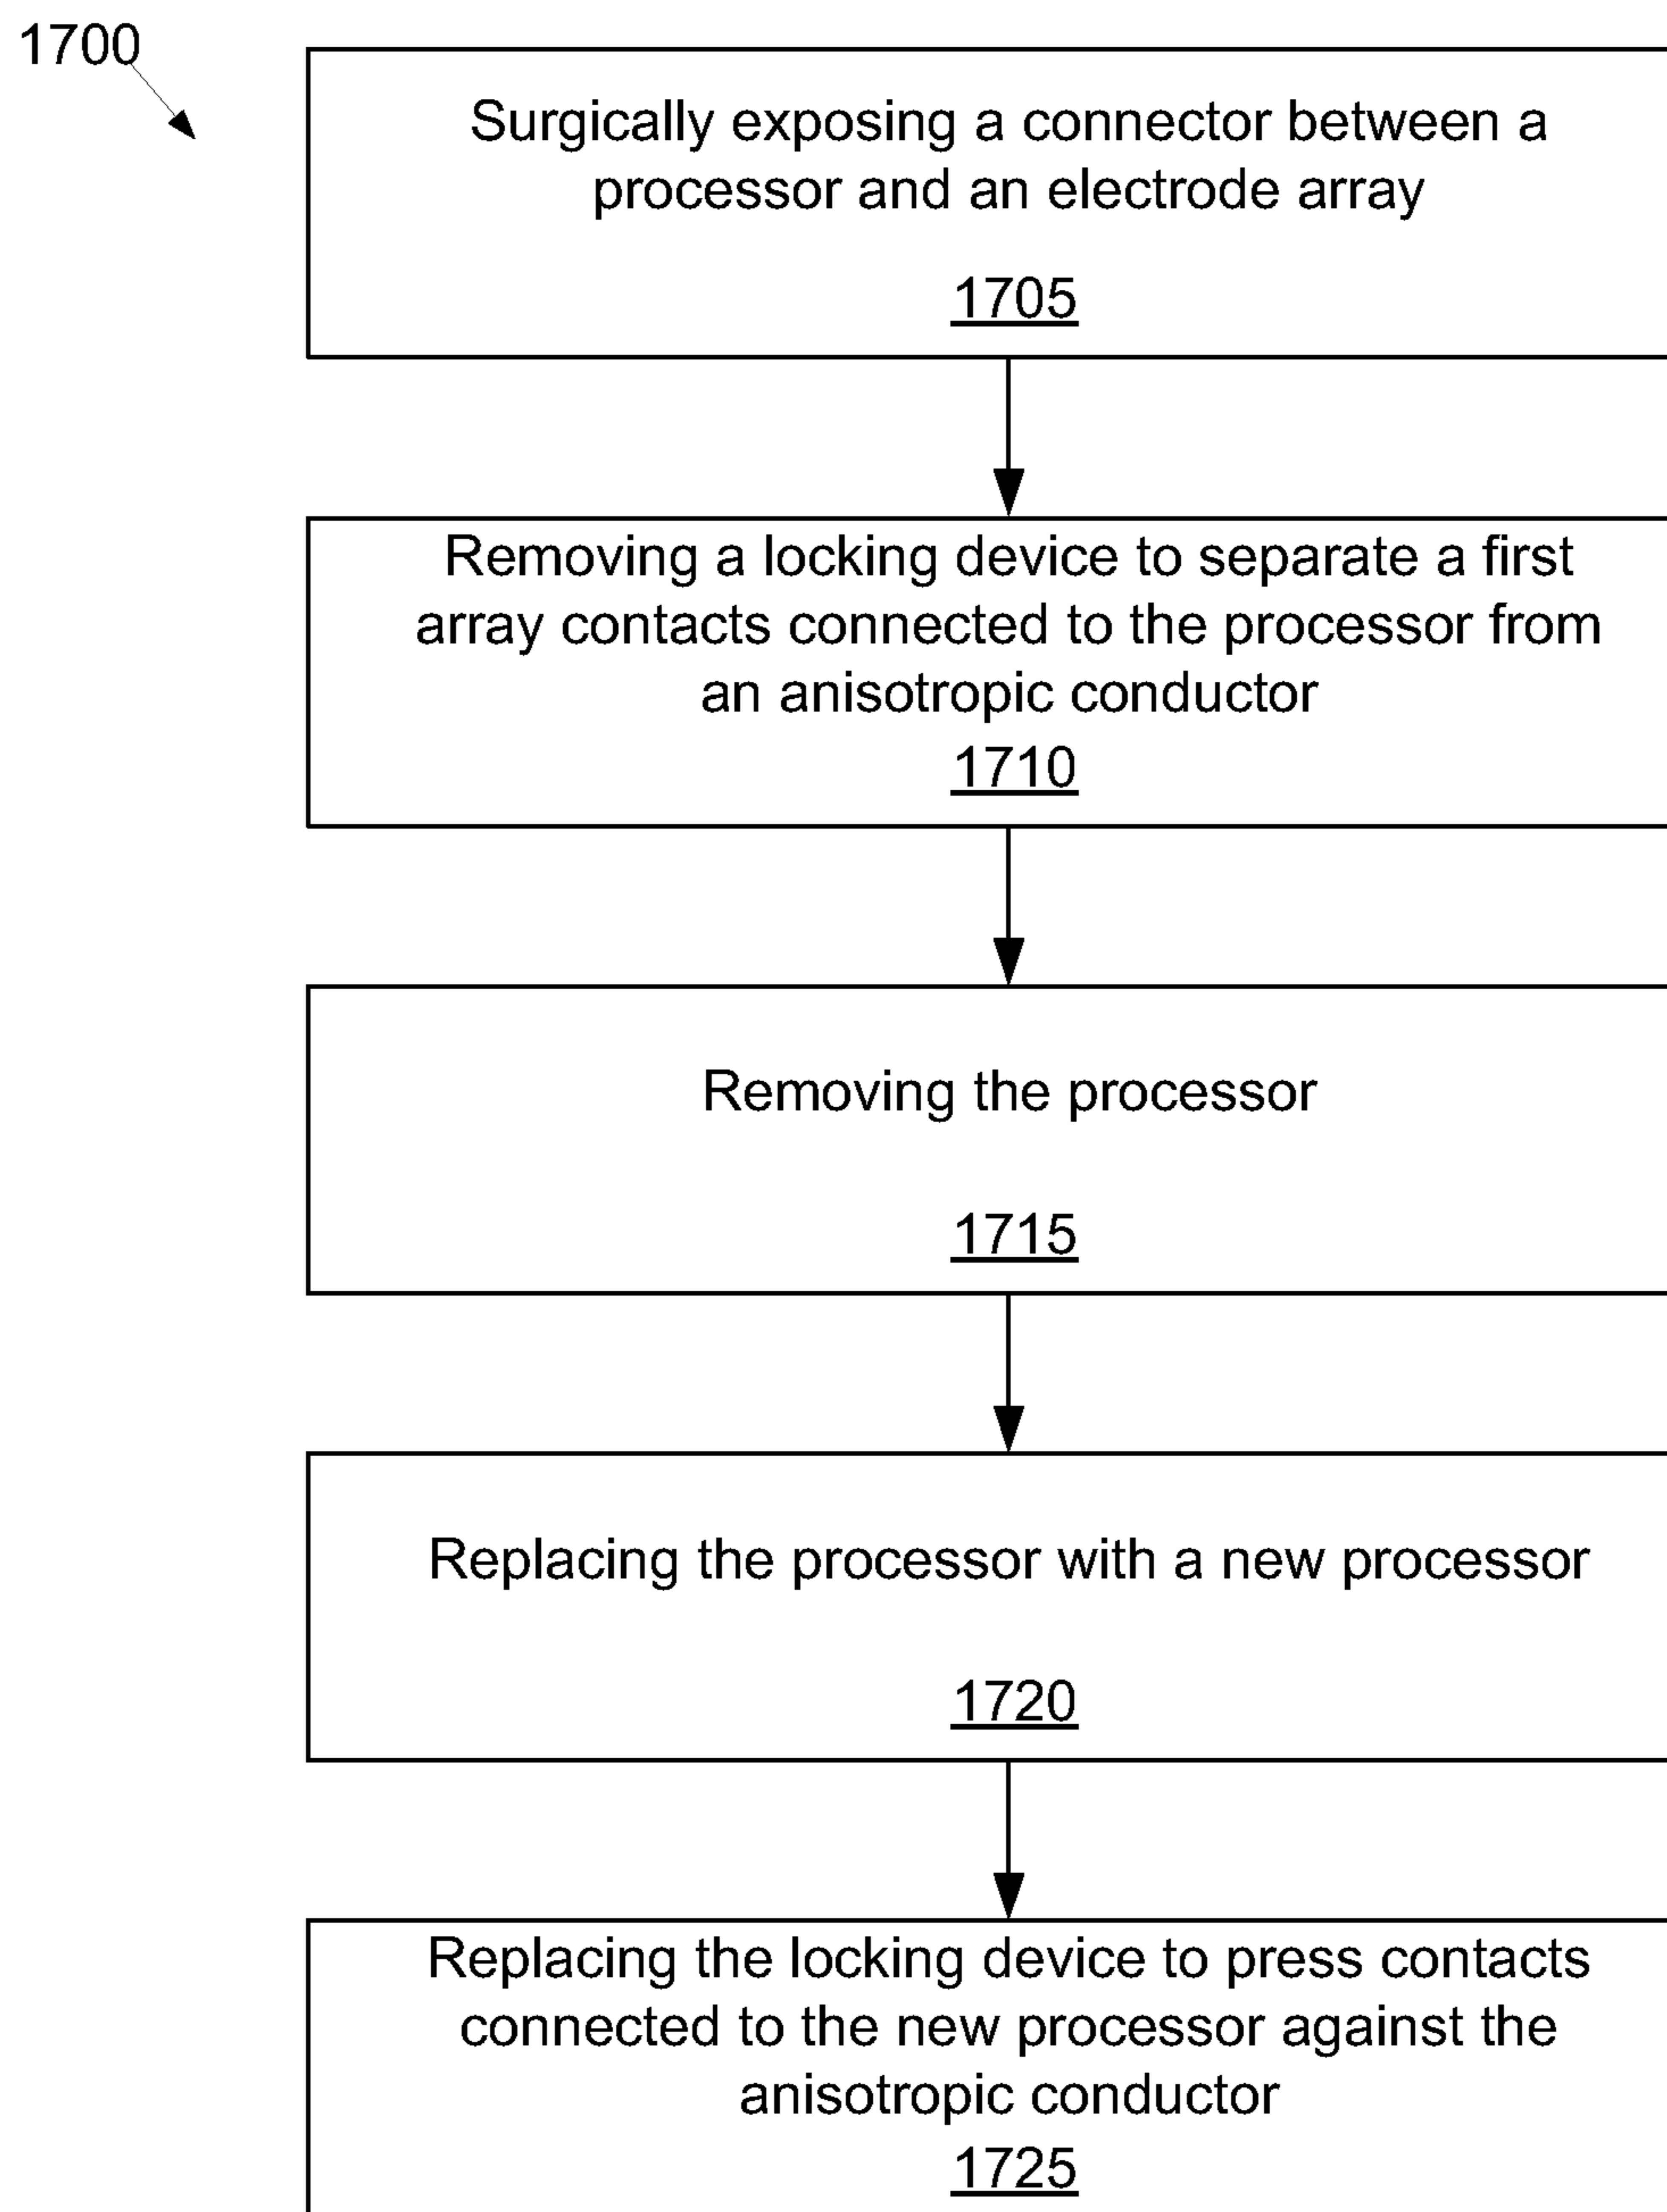 1700
Surgically exposing a connector between a
processor and an electrode array
1705
Removing a locking device to separate a first
array contacts connected to the processor from
an anisotropic conductor
1710
Removing the processor
1715
Replacing the processor with a new processor
1720
Replacing the locking device to press contacts
connected to the new processor against the
anisotropic conductor
1725